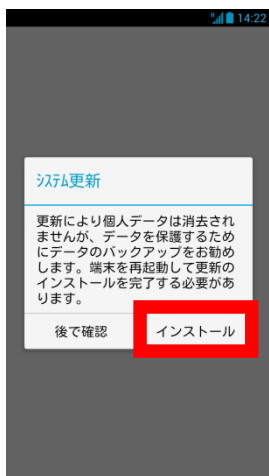 14:22
システム更新
更新により個人データは消去され
ませんが、データを保護するため
にデータのバックアップをお勧め
します。端末を再起動して更新の
インストールを完了する必要があ
ります。
後で確認
インストール